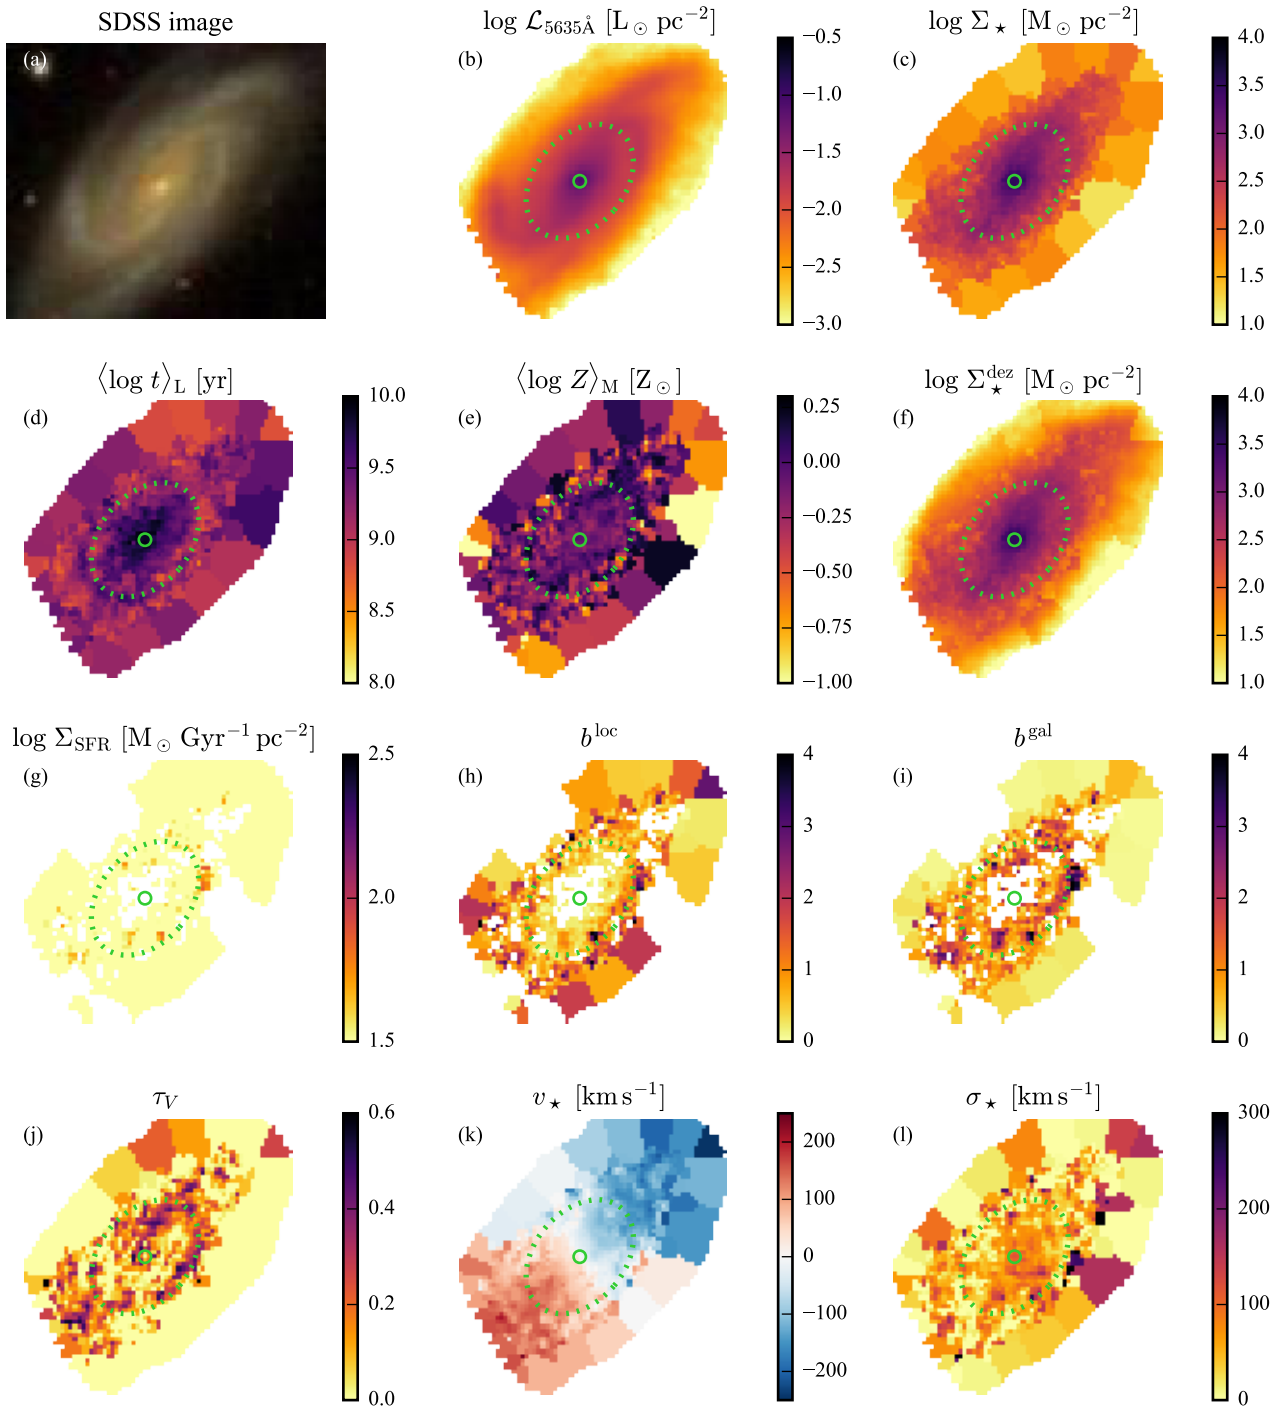 SDSS image
(a)
log ℒ₅₆₃₅Å [L⊙ pc⁻²]
(b)
−0.5
−1.0
−1.5
−2.0
−2.5
−3.0
log Σ⋆ [M⊙ pc⁻²]
(c)
4.0
3.5
3.0
2.5
2.0
1.5
1.0
⟨log t⟩L [yr]
(d)
10.0
9.5
9.0
8.5
8.0
⟨log Z⟩M [Z⊙]
(e)
0.25
0.00
−0.25
−0.50
−0.75
−1.00
log Σ⋆ᵈᵉᶻ [M⊙ pc⁻²]
(f)
4.0
3.5
3.0
2.5
2.0
1.5
1.0
log ΣSFR [M⊙ Gyr⁻¹ pc⁻²]
(g)
2.5
2.0
1.5
bˡᵒᶜ
(h)
4
3
2
1
0
bᵍᵃˡ
(i)
4
3
2
1
0
τV
(j)
0.6
0.4
0.2
0.0
v⋆ [km s⁻¹]
(k)
200
100
0
−100
−200
σ⋆ [km s⁻¹]
(l)
300
200
100
0